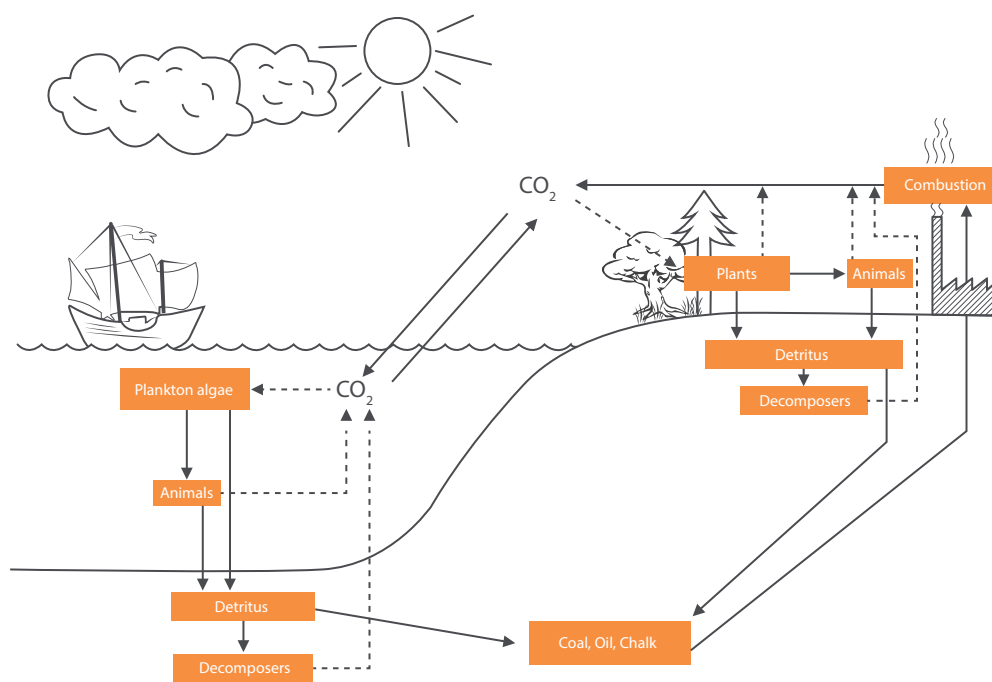 CO₂
Combustion
Plants
Animals
Detritus
Decomposers
Plankton algae
CO₂
Animals
Detritus
Decomposers
Coal, Oil, Chalk